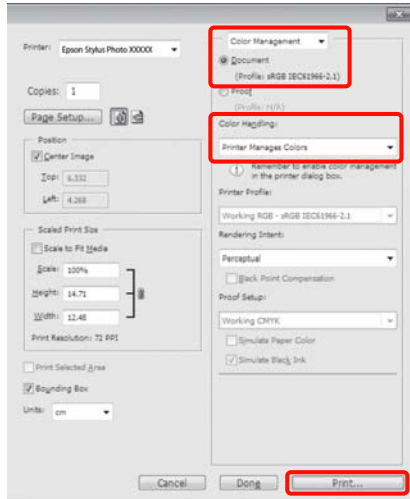 Printer: Epson Stylus Photo XXXXX
Copies: 1
Page Setup...
Position
Center Image
Top: 6.332
Left: 4.268
Scaled Print Size
Scale to Fit Media
Scale: 100%
Height: 14.71
Width: 12.48
Print Resolution: 72 PPI
Print Selected Area
Bounding Box
Units: cm
Color Management
Document
(Profile: sRGB IEC61966-2.1)
Proof
(Profile: N/A)
Color Handling:
Printer Manages Colors
Remember to enable color management
in the printer dialog box.
Printer Profile:
Working RGB - sRGB IEC61966-2.1
Rendering Intent:
Perceptual
Black Point Compensation
Proof Setup:
Working CMYK
Simulate Paper Color
Simulate Black Ink
Cancel
Done
Print...